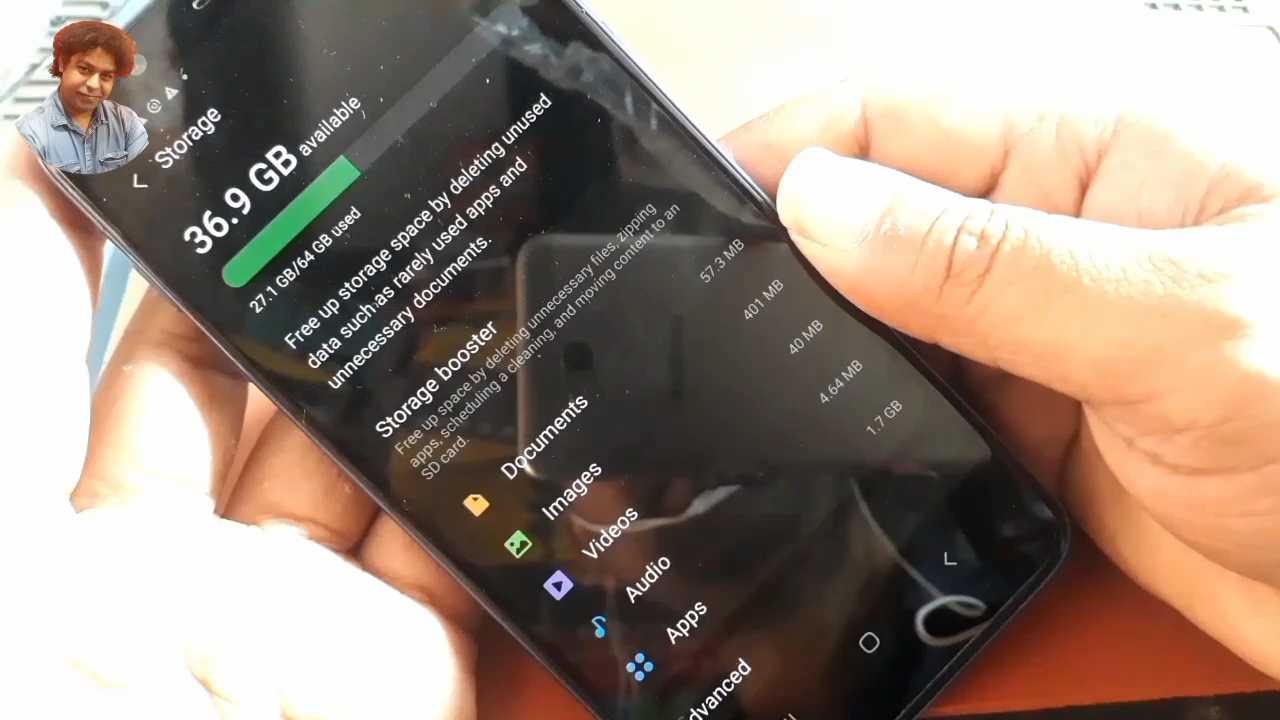 Storage
36.9 GB available
27.1 GB/64 GB used
Free up storage space by deleting unused
data such as rarely used apps and
unnecessary documents.
Storage booster
Free up space by deleting unnecessary files, zipping
apps, scheduling a cleaning, and moving content to an
SD card.
Documents 57.3 MB
Images 401 MB
Videos 40 MB
Audio 4.64 MB
Apps 1.7 GB
dvanced